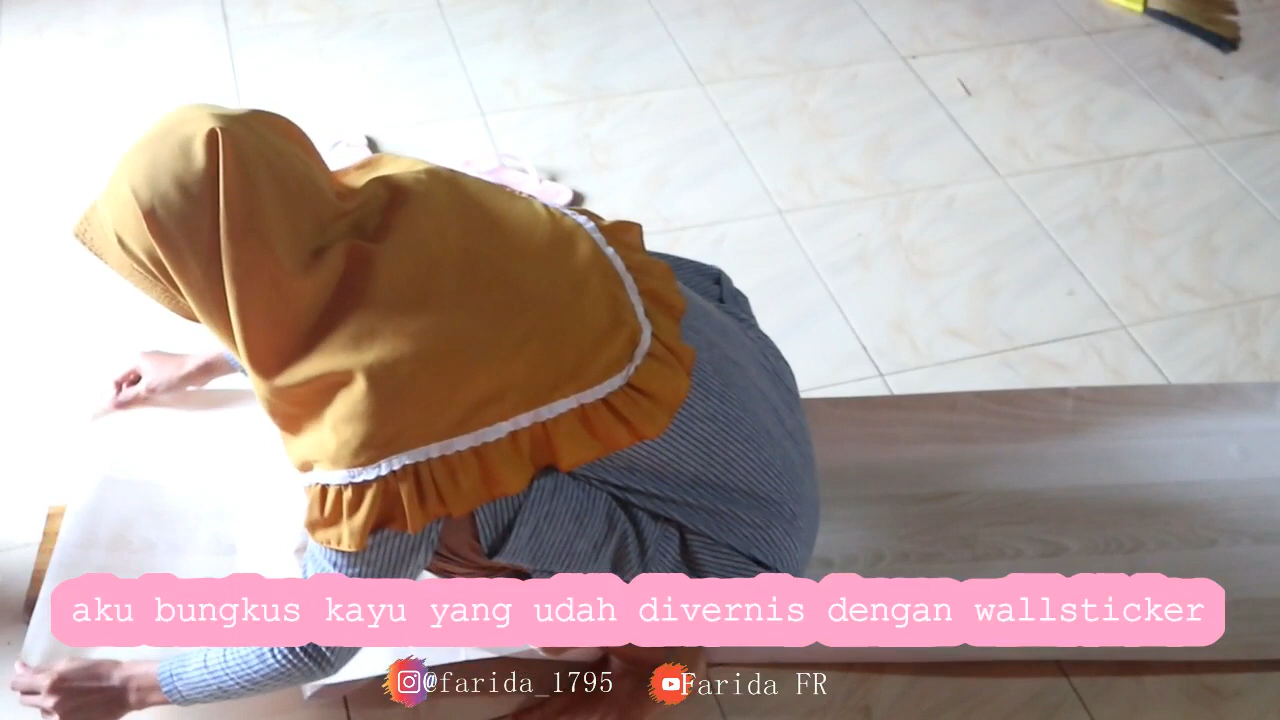 aku bungkus kayu yang udah divernis dengan wallsticker
@farida_1795 Farida FR